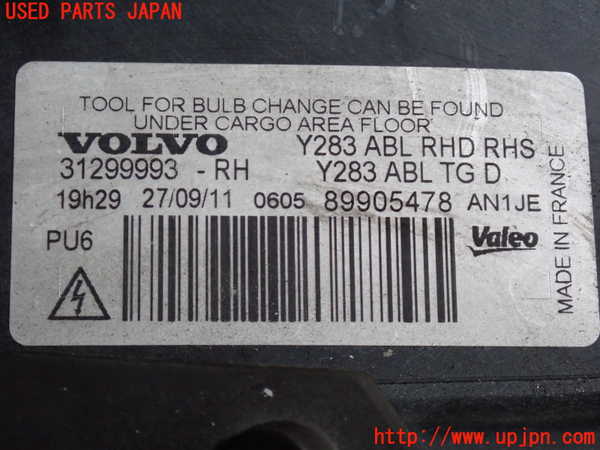 USED PARTS JAPAN
TOOL FOR BULB CHANGE CAN BE FOUND
UNDER CARGO AREA FLOOR
VOLVO Y283 ABL RHD RHS
31299993 - RH Y283 ABL TG D
19h29 27/09/11 0605 89905478 AN1JE
PU6
Valeo
MADE IN FRANCE
http://www.upjpn.com/